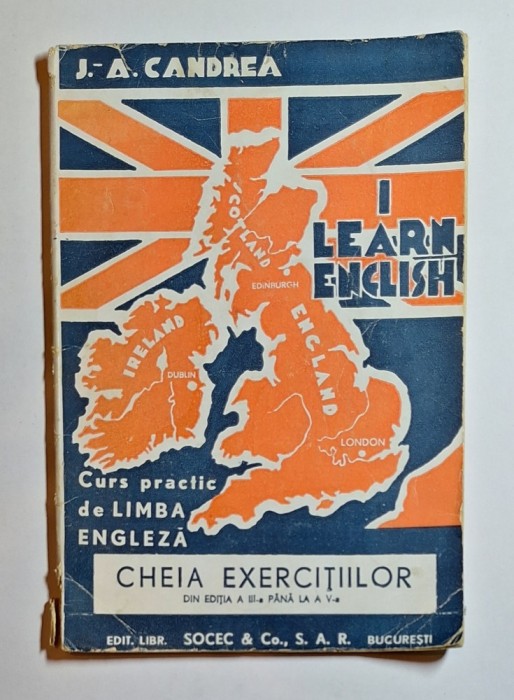 J.-A. CANDREA
I
LEARN
ENGLISH
SCOTLAND
EDINBURGH
ENGLAND
IRELAND
DUBLIN
LONDON
Curs practic
de LIMBA
ENGLEZĂ
CHEIA EXERCIȚIILOR
DIN EDIȚIA A III-a PÂNĂ LA A V-a
EDIT. LIBR. SOCEC & Co., S. A. R. BUCUREȘTI